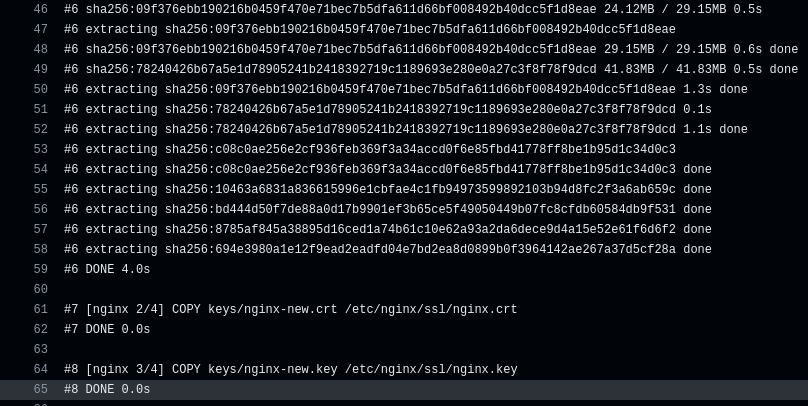 46 #6 sha256:09f376ebb190216b0459f470e71bec7b5dfa611d66bf008492b40dcc5f1d8eae 24.12MB / 29.15MB 0.5s
47 #6 extracting sha256:09f376ebb190216b0459f470e71bec7b5dfa611d66bf008492b40dcc5f1d8eae
48 #6 sha256:09f376ebb190216b0459f470e71bec7b5dfa611d66bf008492b40dcc5f1d8eae 29.15MB / 29.15MB 0.6s done
49 #6 sha256:78240426b67a5e1d78905241b2418392719c1189693e280e0a27c3f8f78f9dcd 41.83MB / 41.83MB 0.5s done
50 #6 extracting sha256:09f376ebb190216b0459f470e71bec7b5dfa611d66bf008492b40dcc5f1d8eae 1.3s done
51 #6 extracting sha256:78240426b67a5e1d78905241b2418392719c1189693e280e0a27c3f8f78f9dcd 0.1s
52 #6 extracting sha256:78240426b67a5e1d78905241b2418392719c1189693e280e0a27c3f8f78f9dcd 1.1s done
53 #6 extracting sha256:c08c0ae256e2cf936feb369f3a34accd0f6e85fbd41778ff8be1b95d1c34d0c3
54 #6 extracting sha256:c08c0ae256e2cf936feb369f3a34accd0f6e85fbd41778ff8be1b95d1c34d0c3 done
55 #6 extracting sha256:10463a6831a836615996e1cbfae4c1fb94973599892103b94d8fc2f3a6ab659c done
56 #6 extracting sha256:bd444d50f7de88a0d17b9901ef3b65ce5f49050449b07fc8cfdb60584db9f531 done
57 #6 extracting sha256:8785af845a38895d16ced1a74b61c10e62a93a2da6dece9d4a15e52e61f6d6f2 done
58 #6 extracting sha256:694e3980a1e12f9ead2eadfd04e7bd2ea8d0899b0f3964142ae267a37d5cf28a done
59 #6 DONE 4.0s
60
61 #7 [nginx 2/4] COPY keys/nginx-new.crt /etc/nginx/ssl/nginx.crt
62 #7 DONE 0.0s
63
64 #8 [nginx 3/4] COPY keys/nginx-new.key /etc/nginx/ssl/nginx.key
65 #8 DONE 0.0s